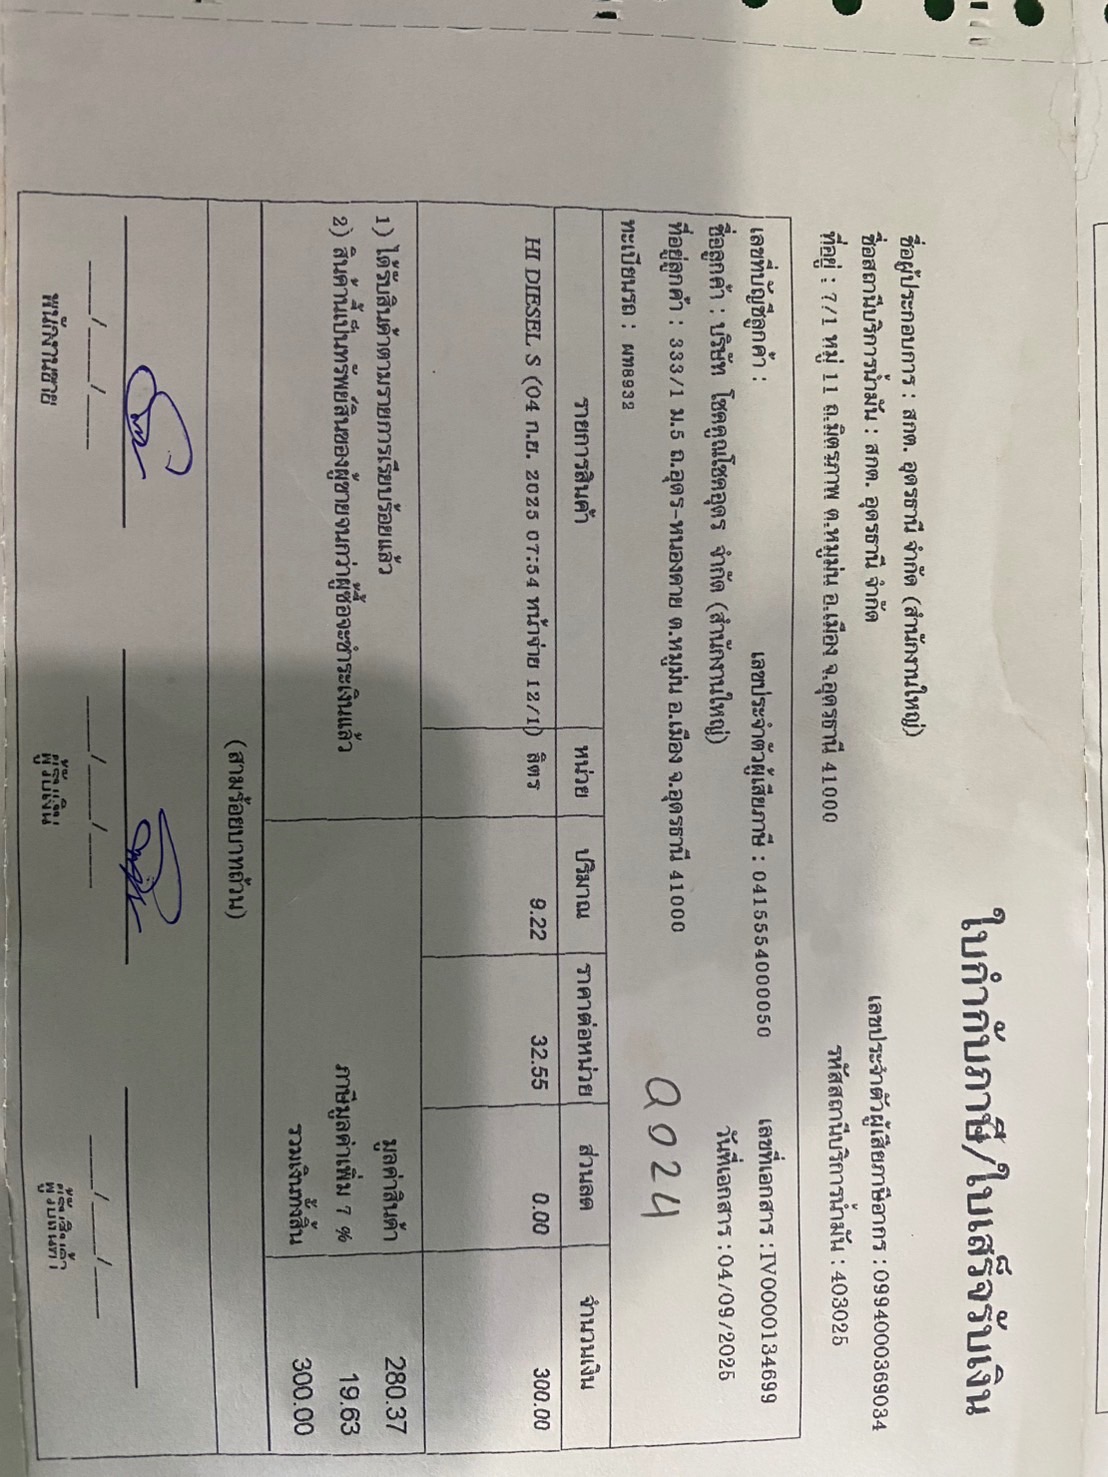 ใบกำกับภาษี/ใบเสร็จรับเงิน
ชื่อผู้ประกอบการ : สกต. อุดรธานี จำกัด (สำนักงานใหญ่) เลขประจำตัวผู้เสียภาษีอากร : 0994000369034
ชื่อสถานีบริการน้ำมัน : สกต. อุดรธานี จำกัด รหัสสถานีบริการน้ำมัน : 403025
ที่อยู่ : 7/1 หมู่ 11 ถ.มิตรภาพ ต.หมูม่น อ.เมือง จ.อุดรธานี 41000
เลขที่บัญชีลูกค้า : เลขประจำตัวผู้เสียภาษี : 0415554000050 เลขที่เอกสาร : IV0000134699
ชื่อลูกค้า : บริษัท โชคคูณโชคอุดร จำกัด (สำนักงานใหญ่) วันที่เอกสาร : 04/09/2025
ที่อยู่ลูกค้า : 333/1 ม.5 ถ.อุดร-หนองคาย ต.หมูม่น อ.เมือง จ.อุดรธานี 41000
ทะเบียนรถ : ผท8932
รายการสินค้า หน่วย ปริมาณ ราคาต่อหน่วย ส่วนลด จำนวนเงิน
HI DIESEL S (04 ก.ย. 2025 07:54 หน้าจ่าย 12/1) ลิตร 9.22 32.55 0.00 300.00
1) ได้รับสินค้าตามรายการเรียบร้อยแล้ว มูลค่าสินค้า 280.37
2) สินค้านี้เป็นทรัพย์สินของผู้ขายจนกว่าผู้ซื้อจะชำระเงินแล้ว ภาษีมูลค่าเพิ่ม 7 % 19.63
รวมเงินทั้งสิ้น 300.00
(สามร้อยบาทถ้วน)
___/___/___ ___/___/___ ___/___/___
พนักงานขาย ผู้รับเงิน ผู้รับสินค้า